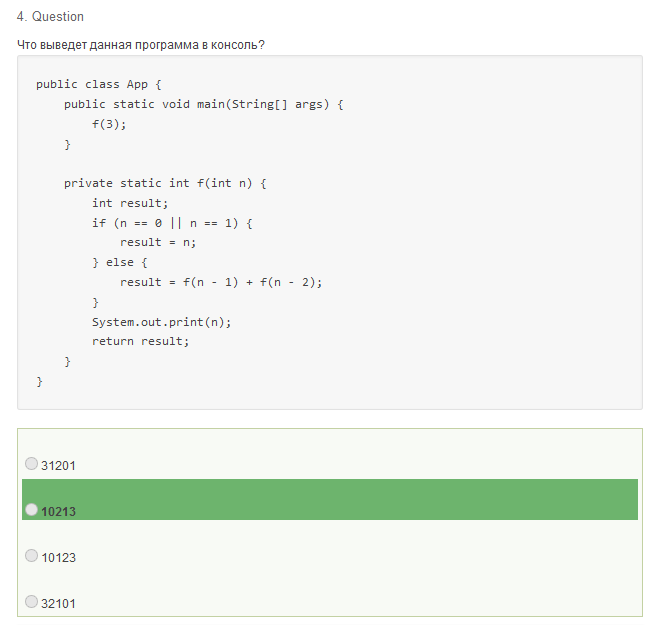 4. Question
Что выведет данная программа в консоль?
public class App {
    public static void main(String[] args) {
        f(3);
    }

    private static int f(int n) {
        int result;
        if (n == 0 || n == 1) {
            result = n;
        } else {
            result = f(n - 1) + f(n - 2);
        }
        System.out.print(n);
        return result;
    }
}
31201
10213
10123
32101